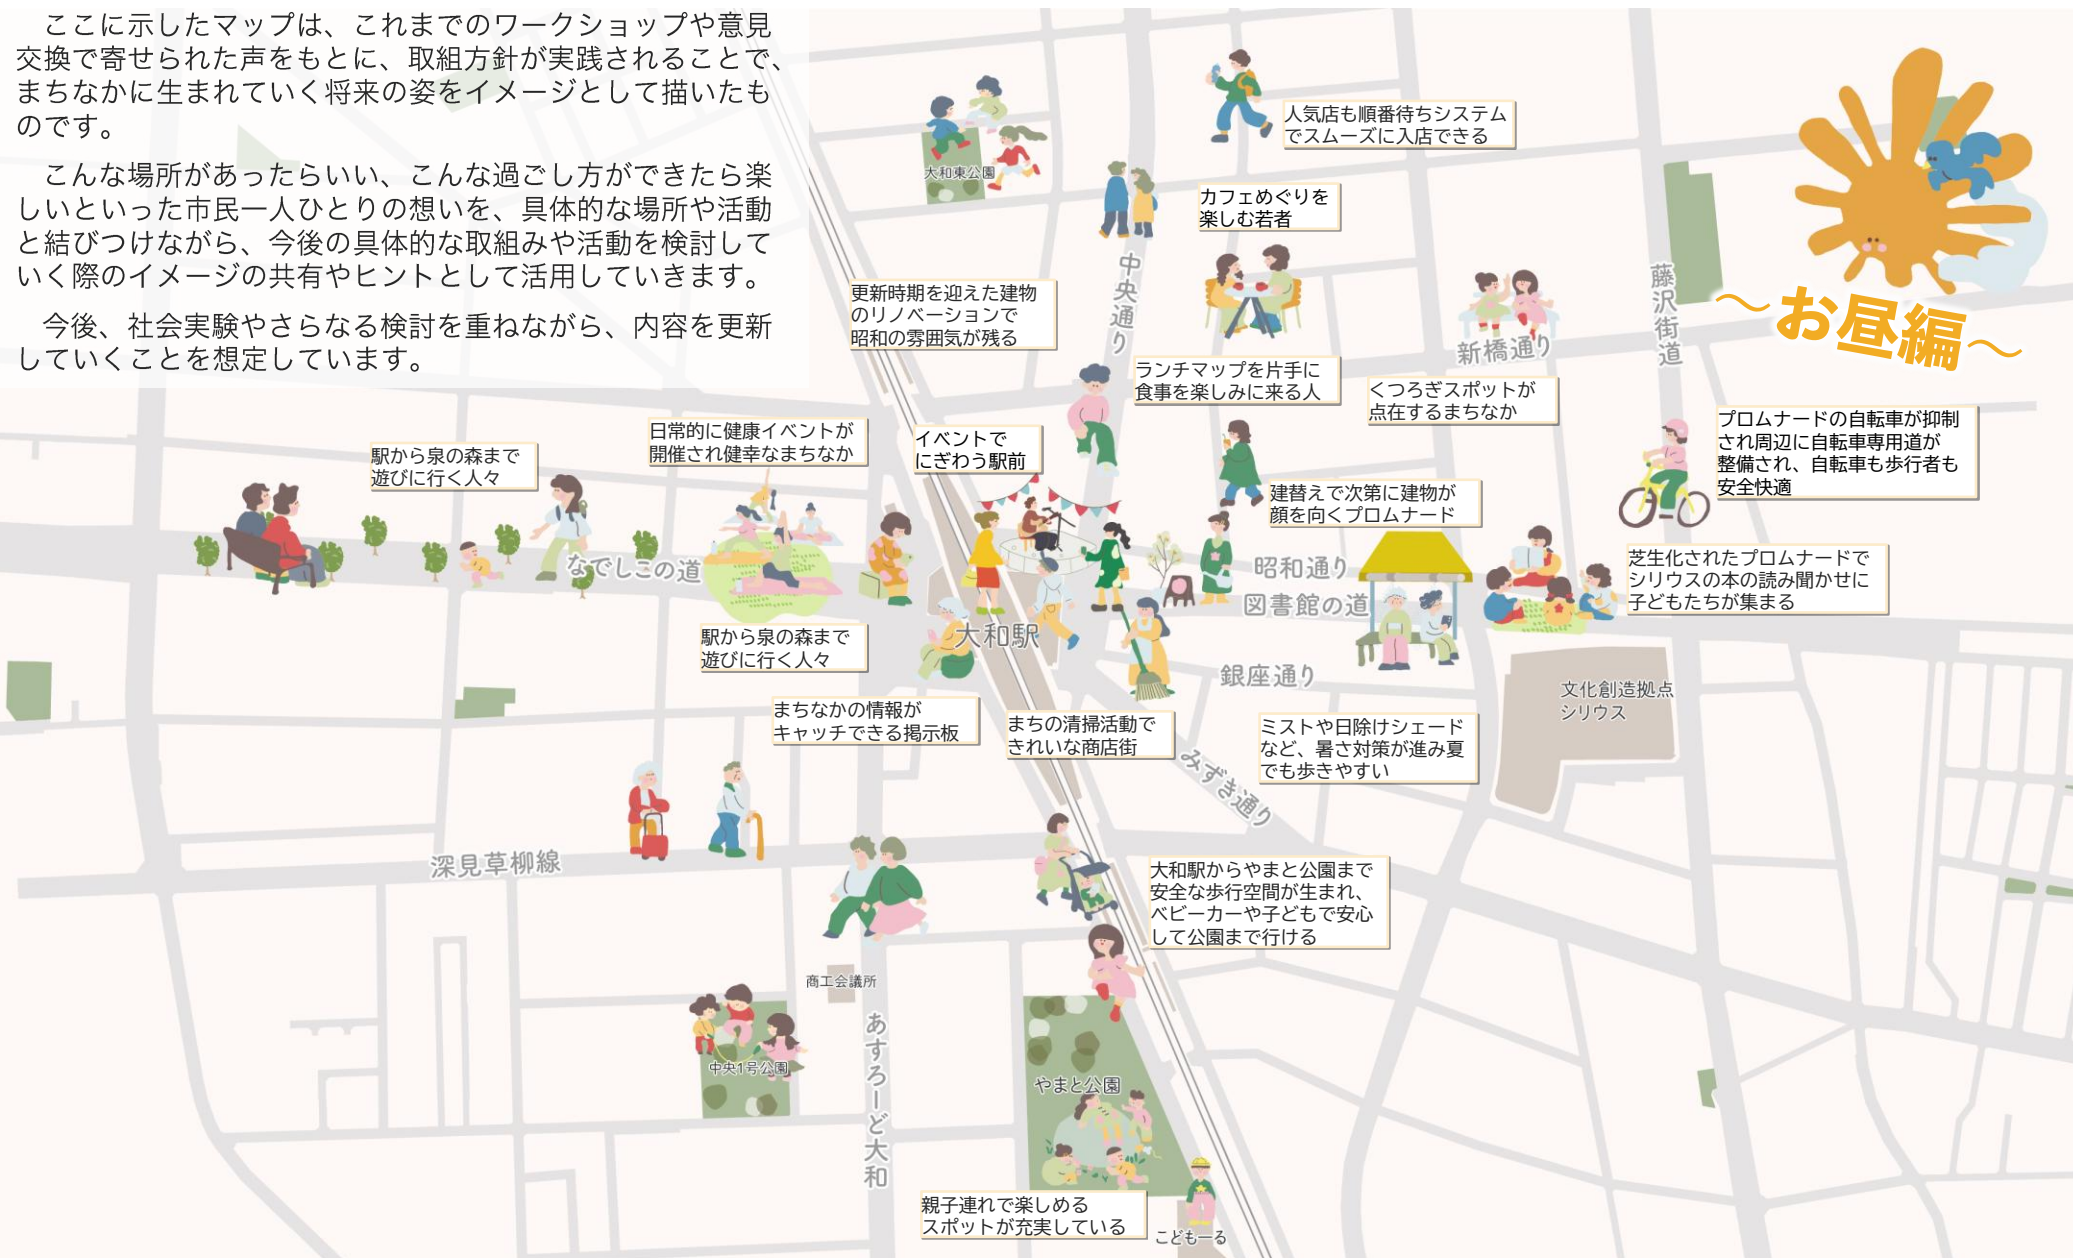 ここに示したマップは、これまでのワークショップや意見
交換で寄せられた声をもとに、取組方針が実践されることで、
まちなかに生まれていく将来の姿をイメージとして描いたも
のです。
こんな場所があったらいい、こんな過ごし方ができたら楽
しいといった市民一人ひとりの想いを、具体的な場所や活動
と結びつけながら、今後の具体的な取組みや活動を検討して
いく際のイメージの共有やヒントとして活用していきます。
今後、社会実験やさらなる検討を重ねながら、内容を更新
していくことを想定しています。
〜お昼編〜
人気店も順番待ちシステム
でスムーズに入店できる
大和東公園
カフェめぐりを
楽しむ若者
中央通り
藤沢街道
更新時期を迎えた建物
のリノベーションで
昭和の雰囲気が残る
新橋通り
ランチマップを片手に
食事を楽しみに来る人
くつろぎスポットが
点在するまちなか
プロムナードの自転車が抑制
され周辺に自転車専用道が
整備され、自転車も歩行者も
安全快適
駅から泉の森まで
遊びに行く人々
日常的に健康イベントが
開催され健幸なまちなか
イベントで
にぎわう駅前
建替えで次第に建物が
顔を向くプロムナード
なでしこの道
昭和通り
図書館の道
芝生化されたプロムナードで
シリウスの本の読み聞かせに
子どもたちが集まる
駅から泉の森まで
遊びに行く人々
大和駅
銀座通り
文化創造拠点
シリウス
まちなかの情報が
キャッチできる掲示板
まちの清掃活動で
きれいな商店街
みずき通り
ミストや日除けシェード
など、暑さ対策が進み夏
でも歩きやすい
深見草柳線
大和駅からやまと公園まで
安全な歩行空間が生まれ、
ベビーカーや子どもで安心
して公園まで行ける
商工会議所
あすろーど大和
中央1号公園
やまと公園
親子連れで楽しめる
スポットが充実している
こどもーる